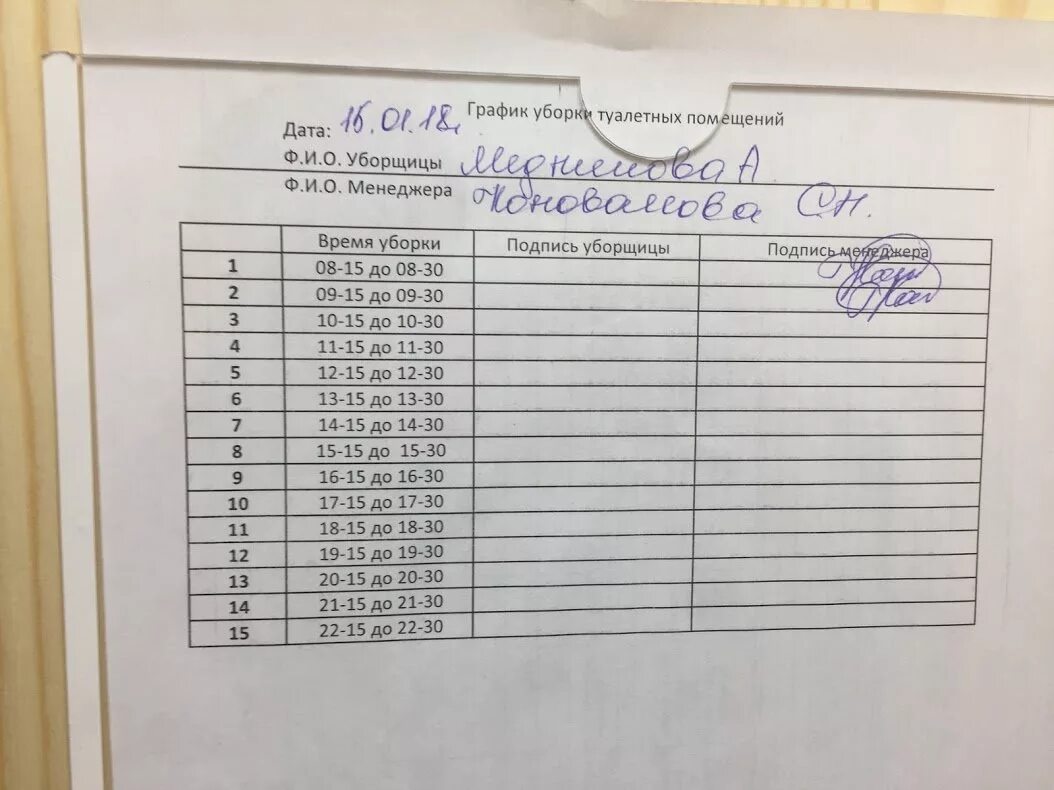 График уборки туалетных помещений
Дата: 15.01.18г
Ф.И.О. Уборщицы А
Ф.И.О. Менеджера Коновалова С.Н.
Время уборки Подпись уборщицы Подпись менеджера
1 08-15 до 08-30
2 09-15 до 09-30
3 10-15 до 10-30
4 11-15 до 11-30
5 12-15 до 12-30
6 13-15 до 13-30
7 14-15 до 14-30
8 15-15 до 15-30
9 16-15 до 16-30
10 17-15 до 17-30
11 18-15 до 18-30
12 19-15 до 19-30
13 20-15 до 20-30
14 21-15 до 21-30
15 22-15 до 22-30